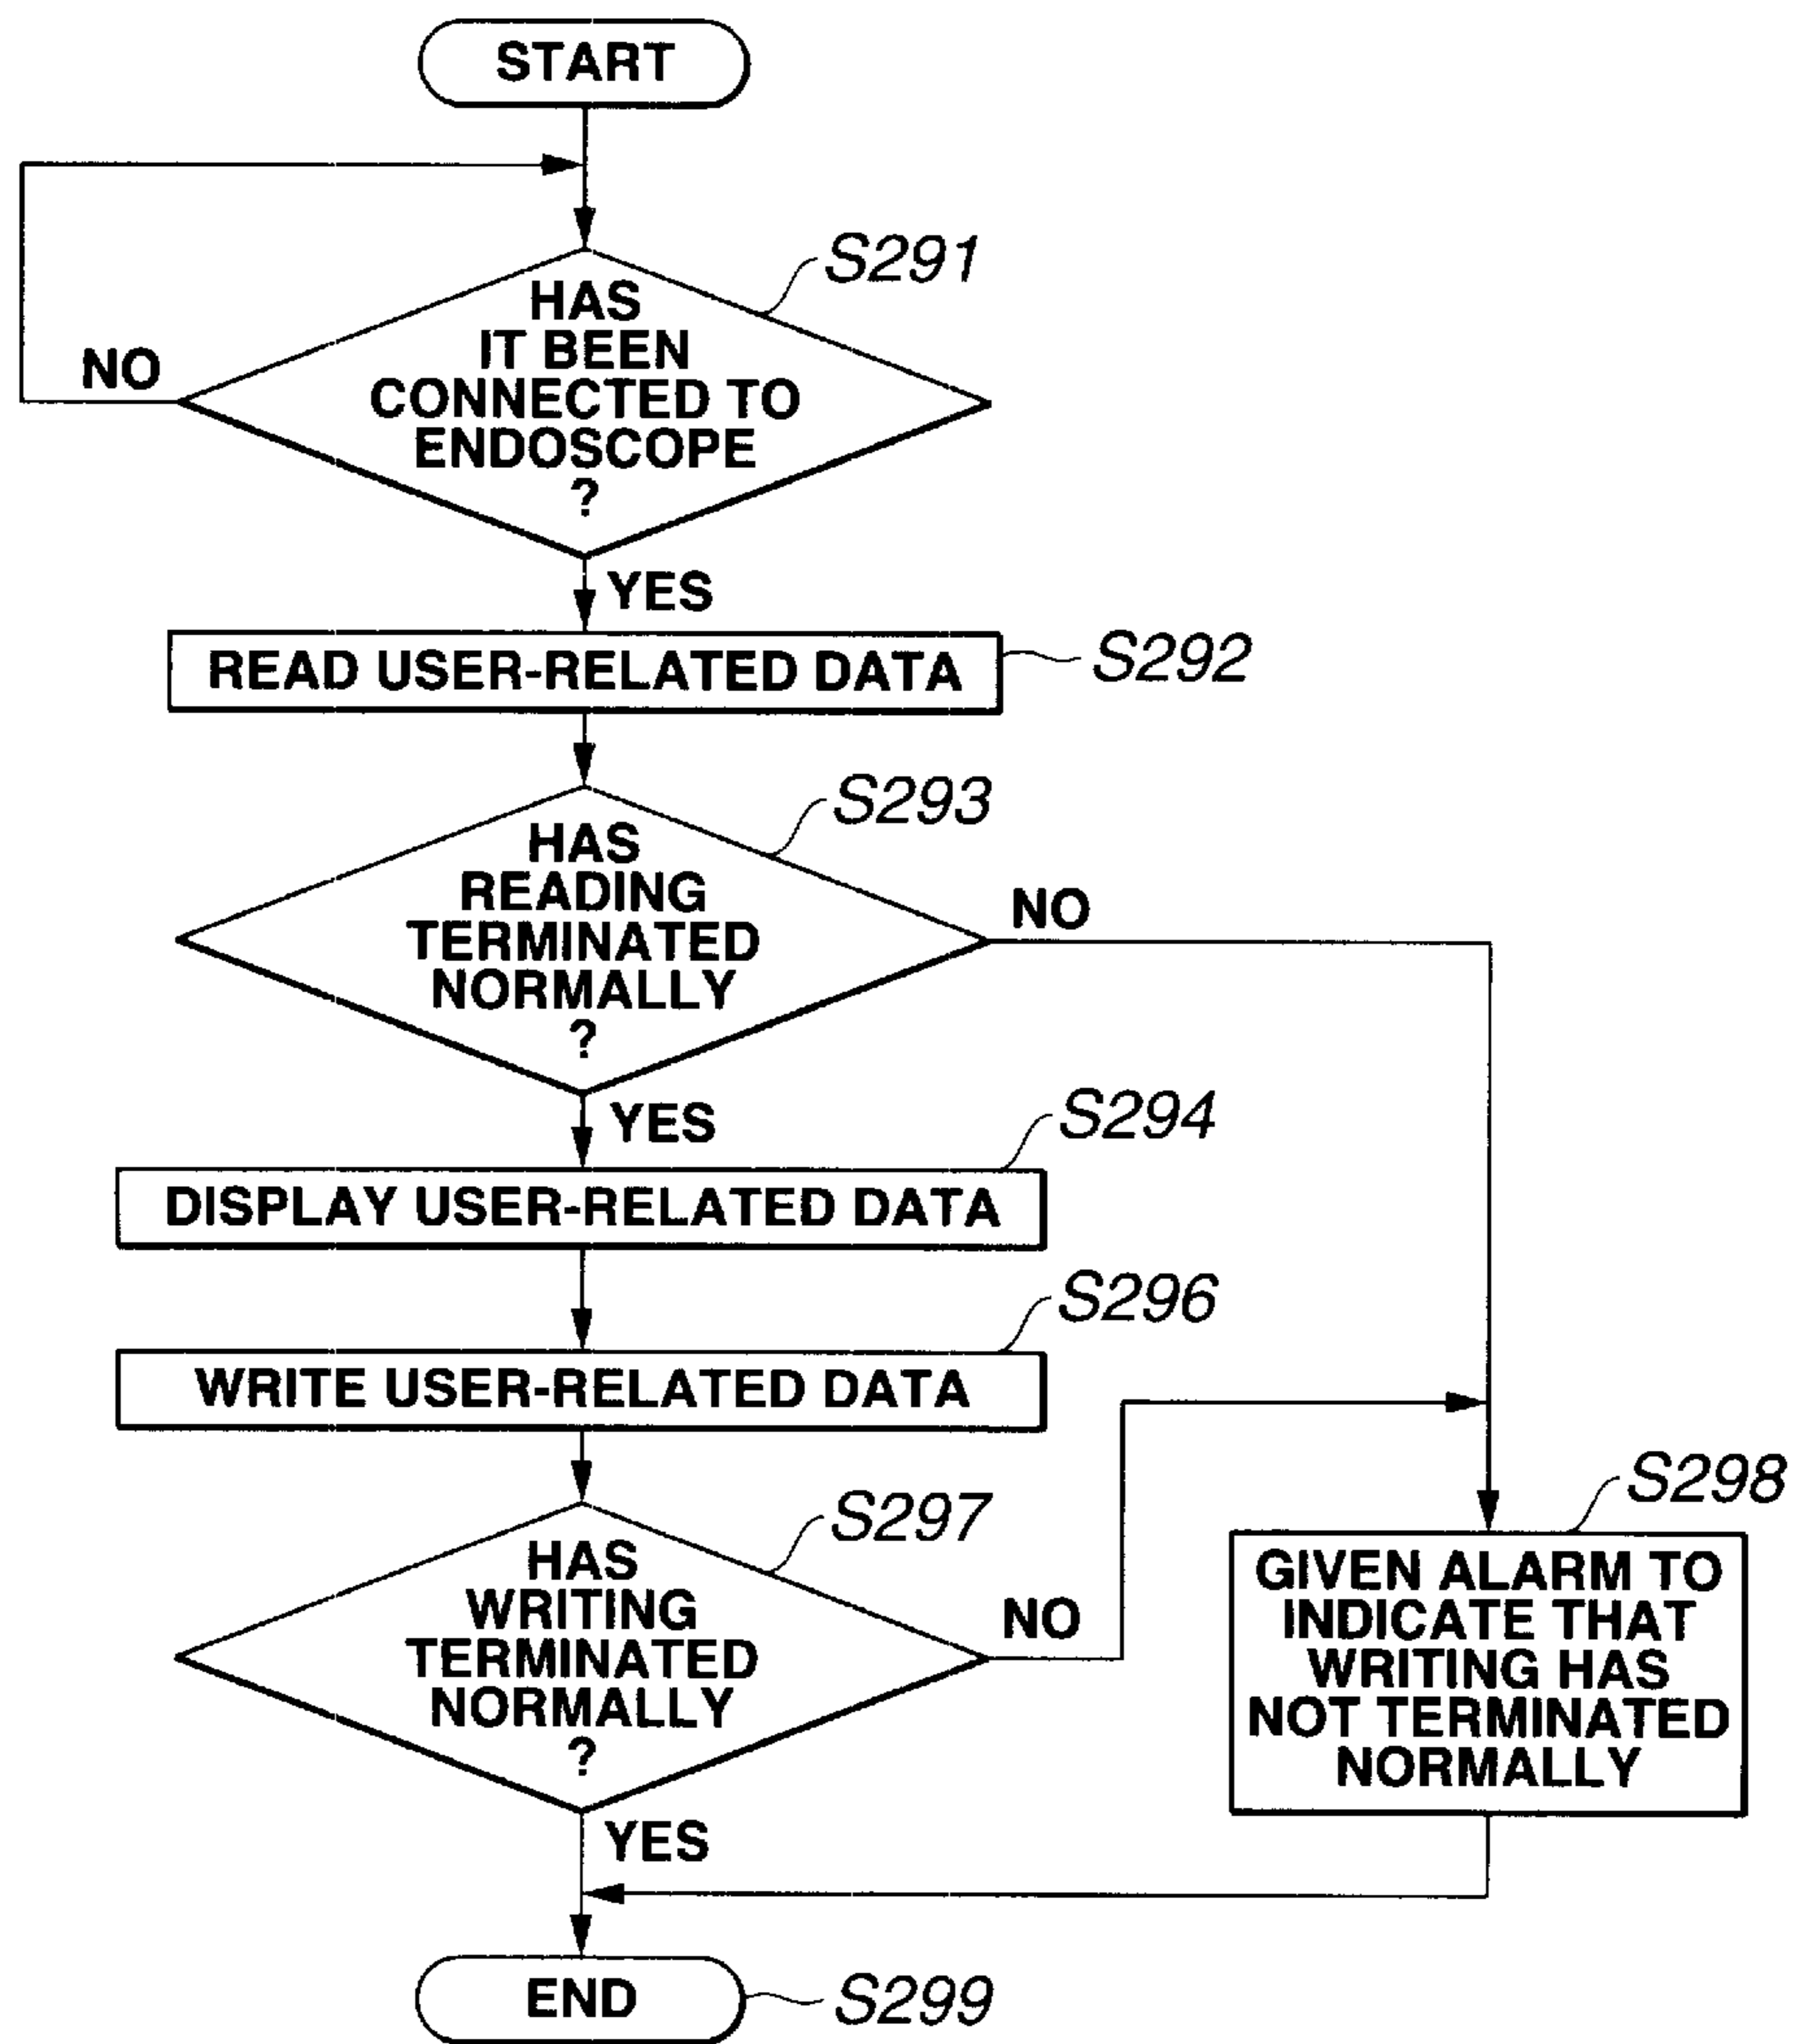 START
S291
HAS
IT BEEN
CONNECTED TO
ENDOSCOPE
?
NO
YES
READ USER-RELATED DATA
S292
S293
HAS
READING
TERMINATED
NORMALLY
?
NO
YES
S294
DISPLAY USER-RELATED DATA
S296
WRITE USER-RELATED DATA
S297
HAS
WRITING
TERMINATED
NORMALLY
?
NO
YES
S298
GIVEN ALARM TO
INDICATE THAT
WRITING HAS
NOT TERMINATED
NORMALLY
END
S299